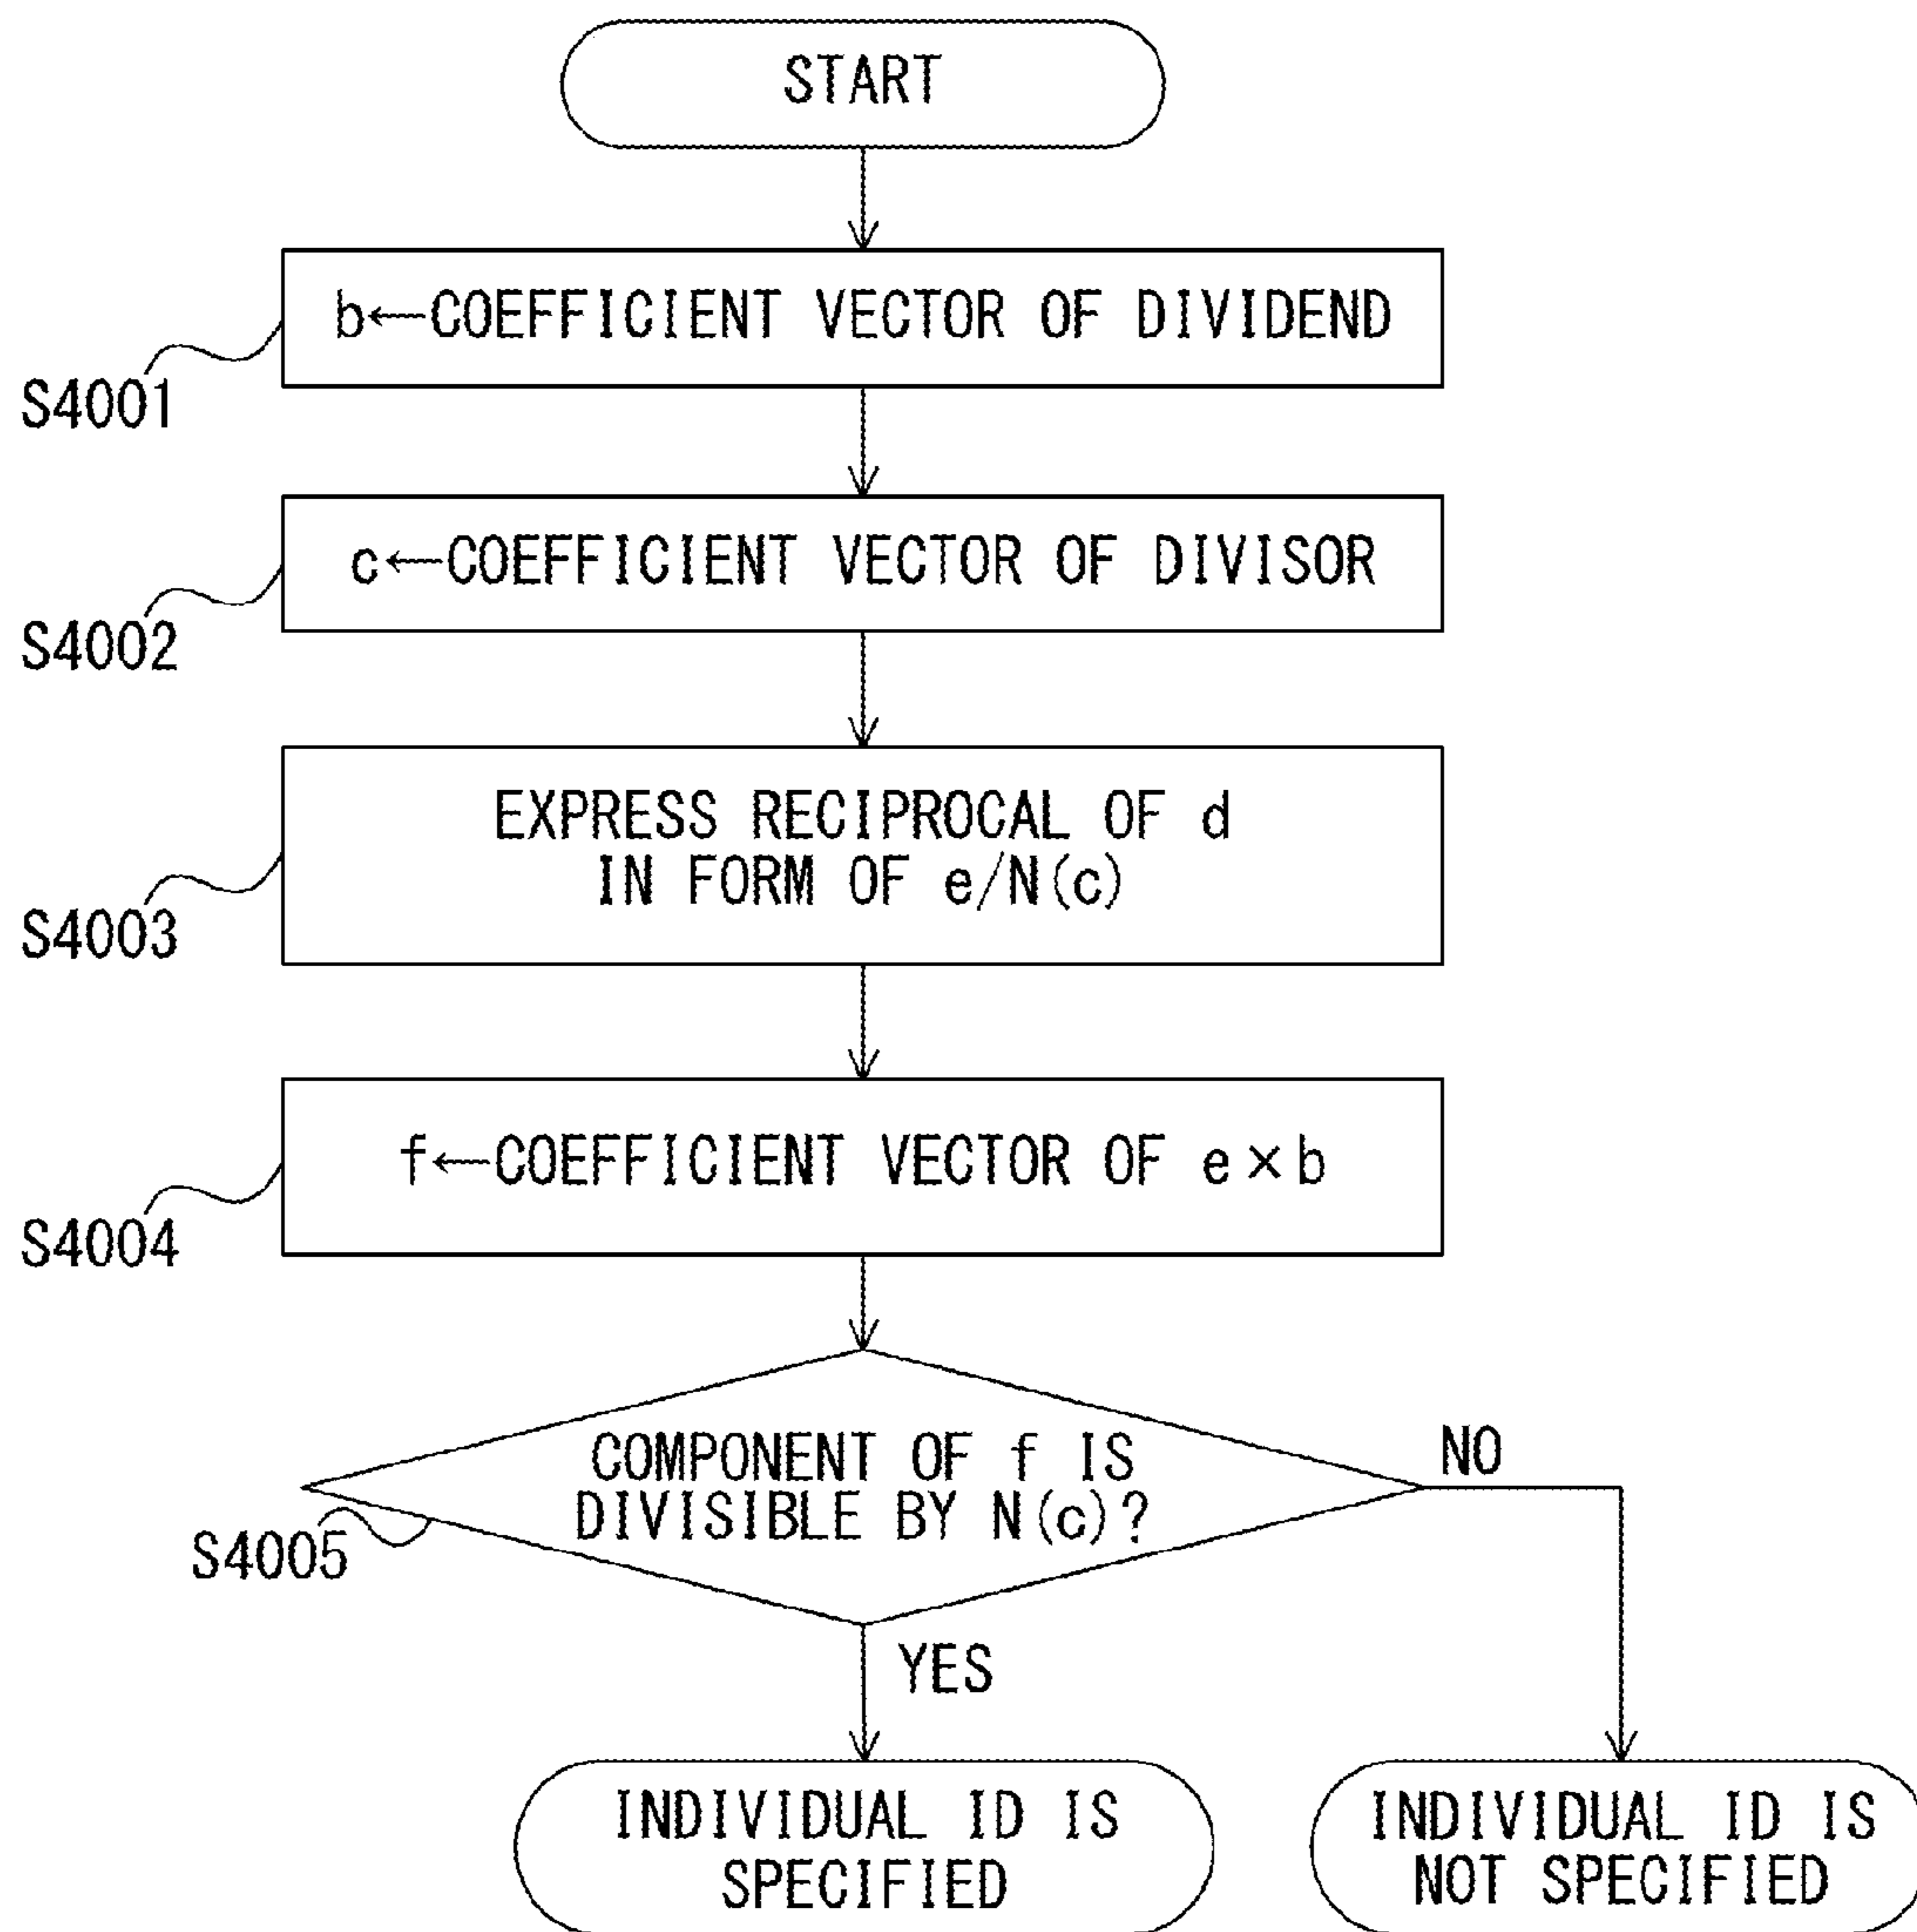 START
b←COEFFICIENT VECTOR OF DIVIDEND
S4001
c←COEFFICIENT VECTOR OF DIVISOR
S4002
EXPRESS RECIPROCAL OF d
IN FORM OF e/N(c)
S4003
f←COEFFICIENT VECTOR OF e×b
S4004
COMPONENT OF f IS
DIVISIBLE BY N(c)?
NO
S4005
YES
INDIVIDUAL ID IS
SPECIFIED
INDIVIDUAL ID IS
NOT SPECIFIED